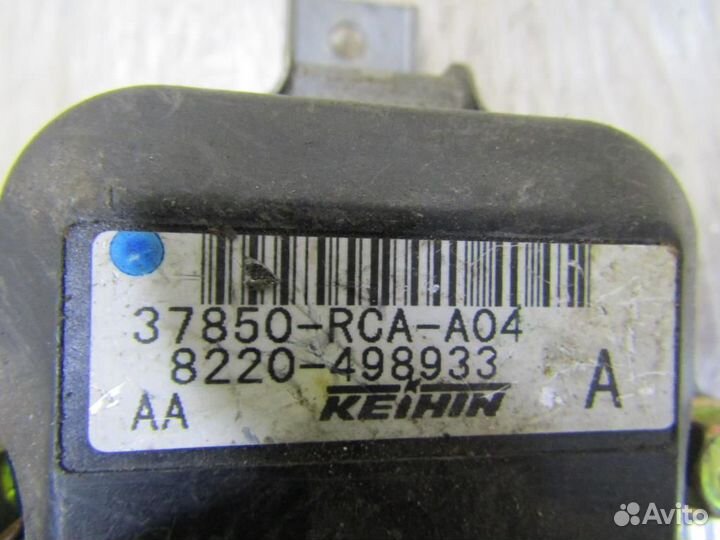 37850-RCA-A04
8220-498933
AA
KEIHIN
A
Avito